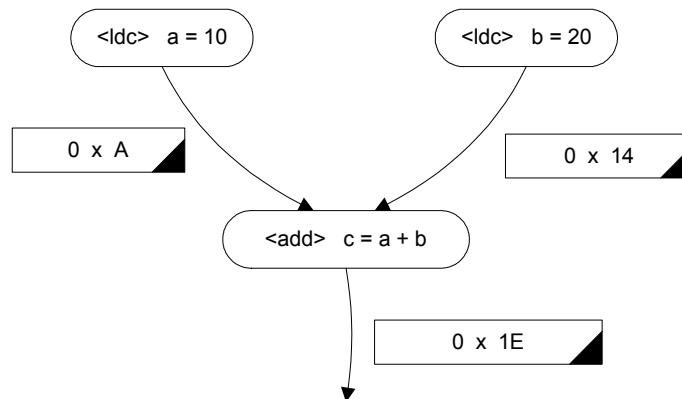 <ldc> a = 10
<ldc> b = 20
0 x A
0 x 14
<add> c = a + b
0 x 1E